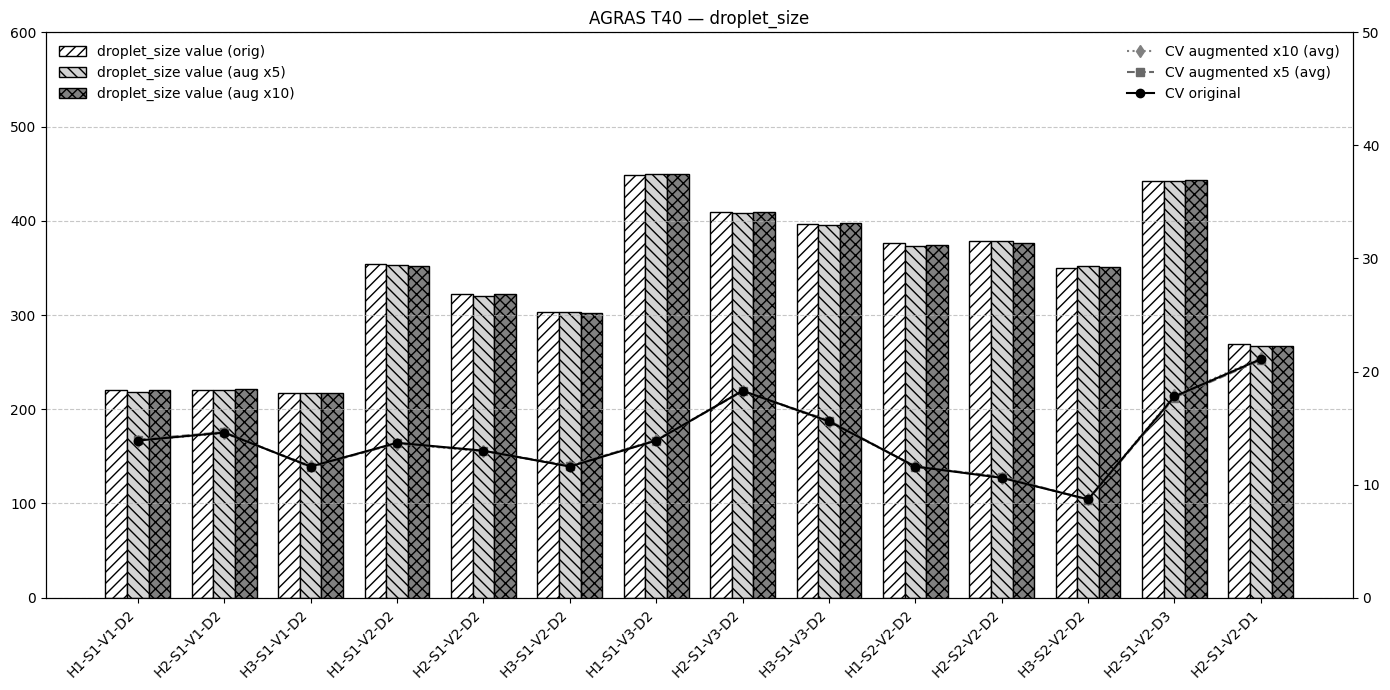 AGRAS T40 — droplet_size
600
500
400
300
200
100
0
50
40
30
20
10
0
droplet_size value (orig)
droplet_size value (aug x5)
droplet_size value (aug x10)
CV augmented x10 (avg)
CV augmented x5 (avg)
CV original
H1-S1-V1-D2
H2-S1-V1-D2
H3-S1-V1-D2
H1-S1-V2-D2
H2-S1-V2-D2
H3-S1-V2-D2
H1-S1-V3-D2
H2-S1-V3-D2
H3-S1-V3-D2
H1-S2-V2-D2
H2-S2-V2-D2
H3-S2-V2-D2
H2-S1-V2-D3
H2-S1-V2-D1